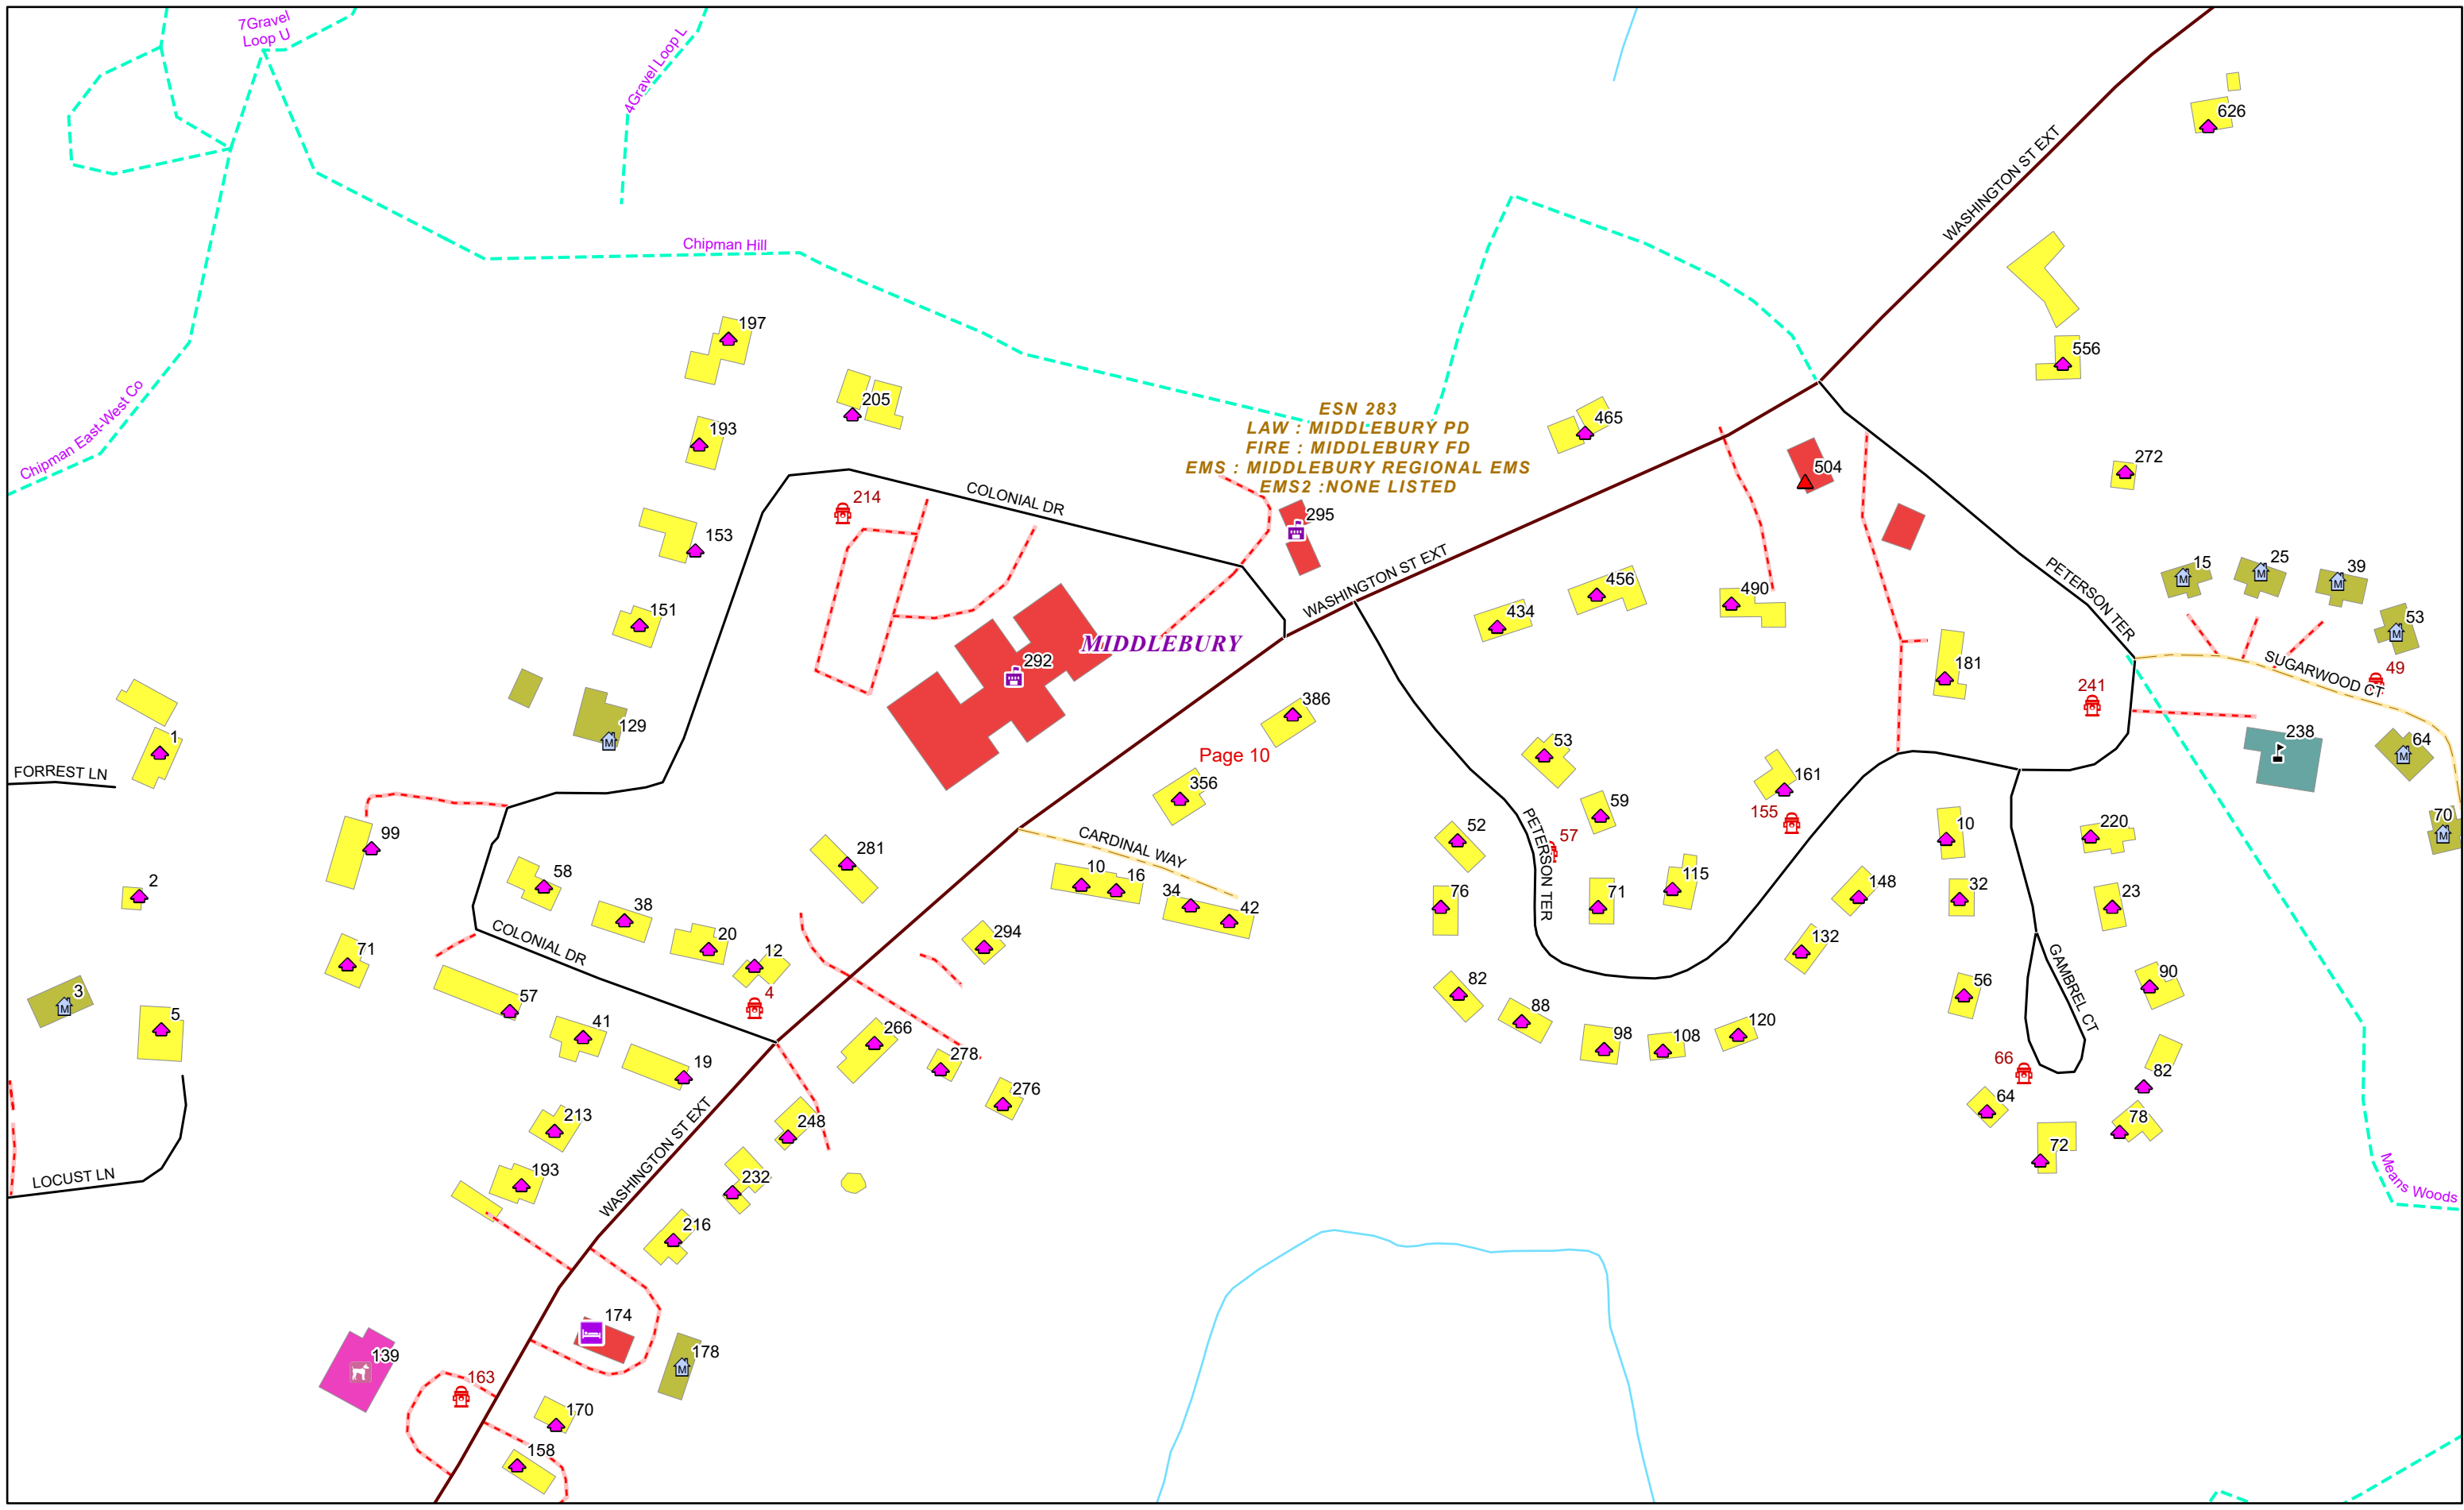 7Gravel
Loop U
4Gravel Loop L
WASHINGTON ST EXT
626
Chipman Hill
197
556
Chipman East-West Co
205
ESN 283
LAW : MIDDLEBURY PD
FIRE : MIDDLEBURY FD
EMS : MIDDLEBURY REGIONAL EMS
EMS2 :NONE LISTED
465
193
504
272
214
COLONIAL DR
295
153
WASHINGTON ST EXT
PETERSON TER
15
25
39
456
490
434
151
53
MIDDLEBURY
292
181
SUGARWOOD CT
49
241
386
129
1
53
Page 10
238
64
FORREST LN
161
356
59
155
70
52
PETERSON TER
57
10
220
99
281
CARDINAL WAY
10
16
34
42
58
2
76
71
115
148
32
23
38
20
12
294
COLONIAL DR
71
132
GAMBREL CT
3
5
57
4
82
88
56
90
41
266
278
98
108
120
19
276
66
82
64
213
248
78
72
WASHINGTON ST EXT
193
232
LOCUST LN
Means Woods
216
174
139
178
163
170
158
M
M
M
M
M
M
M
M
M